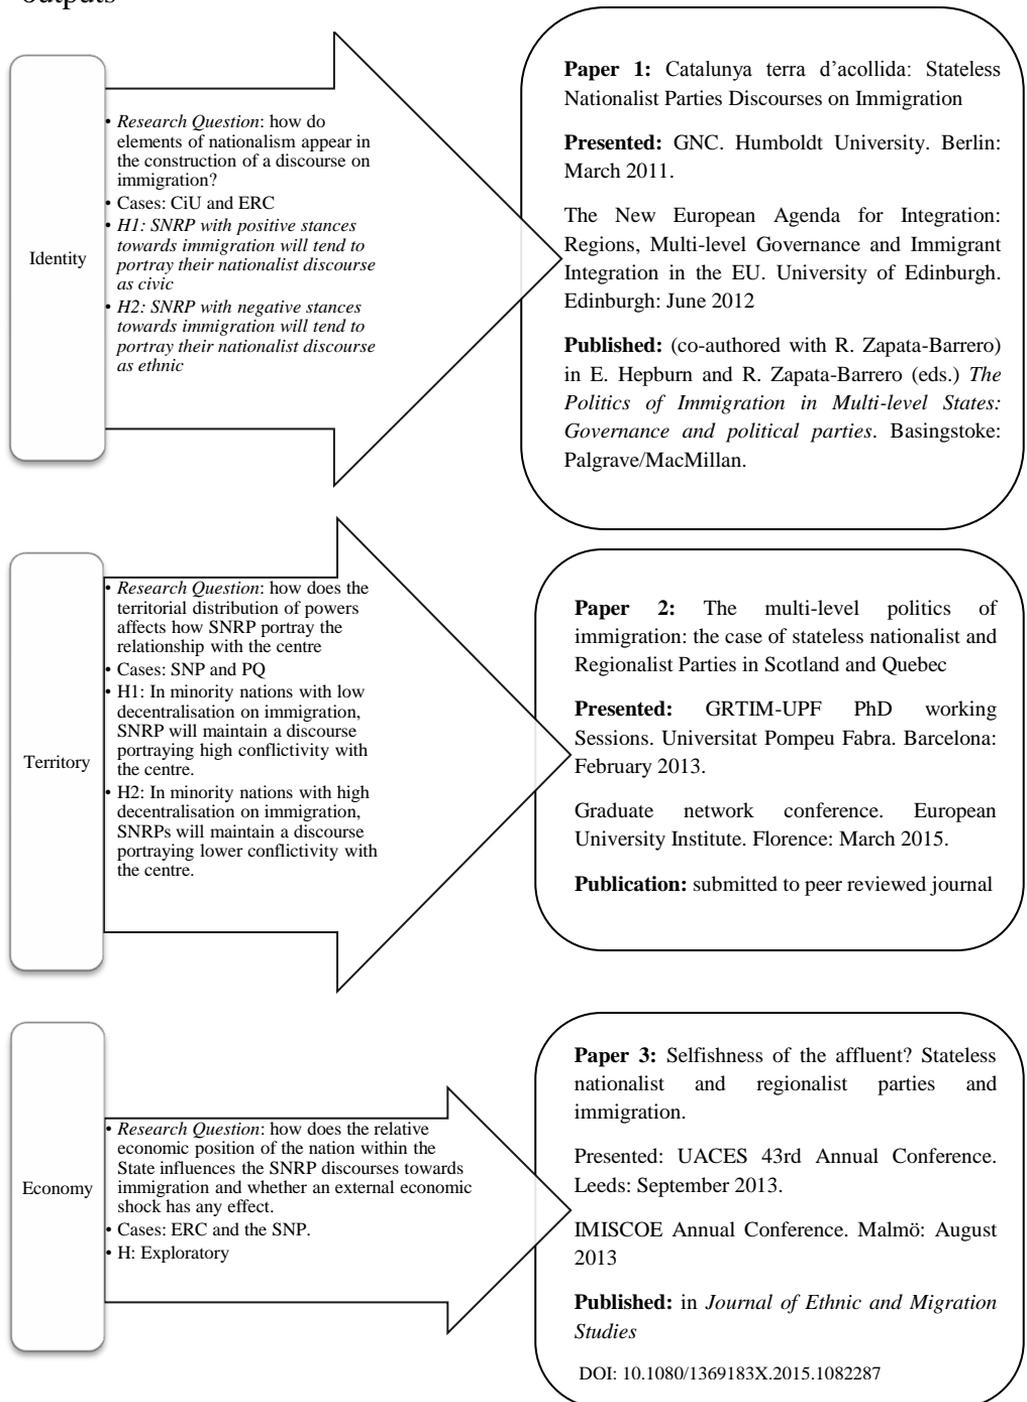 outputs
Identity
• Research Question: how do
elements of nationalism appear in
the construction of a discourse on
immigration?
• Cases: CiU and ERC
• H1: SNRP with positive stances
towards immigration will tend to
portray their nationalist discourse
as civic
• H2: SNRP with negative stances
towards immigration will tend to
portray their nationalist discourse
as ethnic
Paper 1: Catalunya terra d’acollida: Stateless
Nationalist Parties Discourses on Immigration
Presented: GNC. Humboldt University. Berlin:
March 2011.
The New European Agenda for Integration:
Regions, Multi-level Governance and Immigrant
Integration in the EU. University of Edinburgh.
Edinburgh: June 2012
Published: (co-authored with R. Zapata-Barrero)
in E. Hepburn and R. Zapata-Barrero (eds.) The
Politics of Immigration in Multi-level States:
Governance and political parties. Basingstoke:
Palgrave/MacMillan.
Territory
• Research Question: how does the
territorial distribution of powers
affects how SNRP portray the
relationship with the centre
• Cases: SNP and PQ
• H1: In minority nations with low
decentralisation on immigration,
SNRP will maintain a discourse
portraying high conflictivity with
the centre.
• H2: In minority nations with high
decentralisation on immigration,
SNRPs will maintain a discourse
portraying lower conflictivity with
the centre.
Paper 2: The multi-level politics of
immigration: the case of stateless nationalist and
Regionalist Parties in Scotland and Quebec
Presented: GRTIM-UPF PhD working
Sessions. Universitat Pompeu Fabra. Barcelona:
February 2013.
Graduate network conference. European
University Institute. Florence: March 2015.
Publication: submitted to peer reviewed journal
Economy
• Research Question: how does the relative
economic position of the nation within the
State influences the SNRP discourses towards
immigration and whether an external economic
shock has any effect.
• Cases: ERC and the SNP.
• H: Exploratory
Paper 3: Selfishness of the affluent? Stateless
nationalist and regionalist parties and
immigration.
Presented: UACES 43rd Annual Conference.
Leeds: September 2013.
IMISCOE Annual Conference. Malmö: August
2013
Published: in Journal of Ethnic and Migration
Studies
DOI: 10.1080/1369183X.2015.1082287